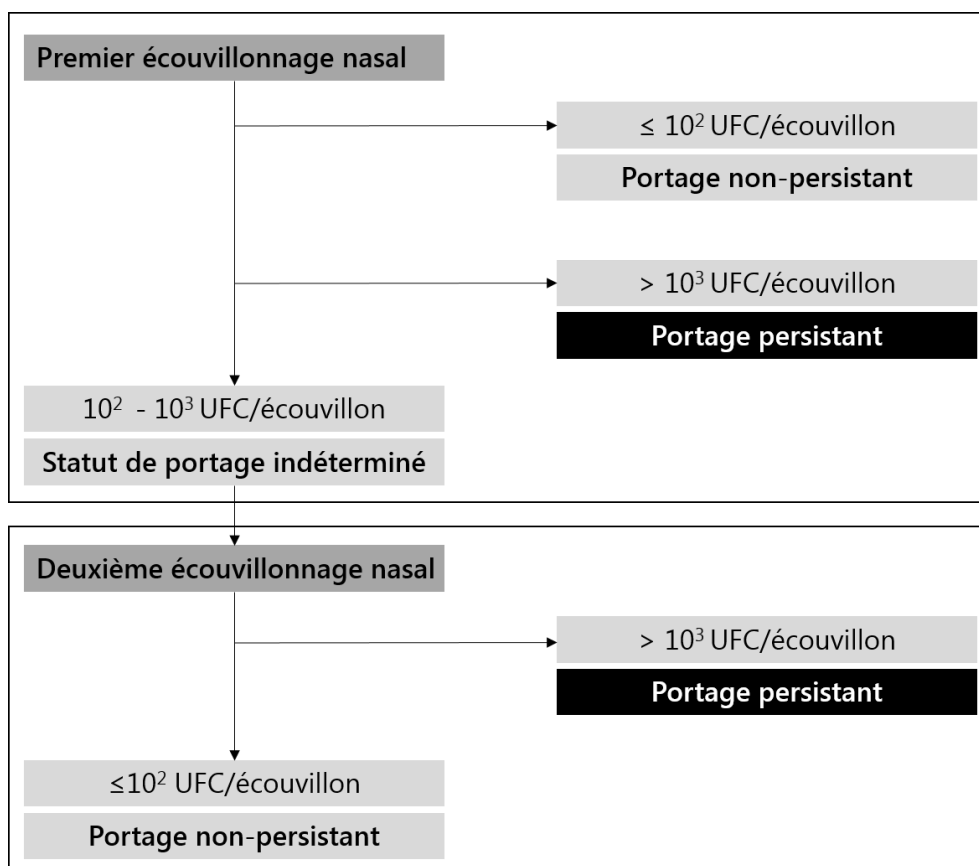 Premier écouvillonnage nasal
≤ 10² UFC/écouvillon
Portage non-persistant
> 10³ UFC/écouvillon
Portage persistant
10² - 10³ UFC/écouvillon
Statut de portage indéterminé
Deuxième écouvillonnage nasal
> 10³ UFC/écouvillon
Portage persistant
≤10² UFC/écouvillon
Portage non-persistant